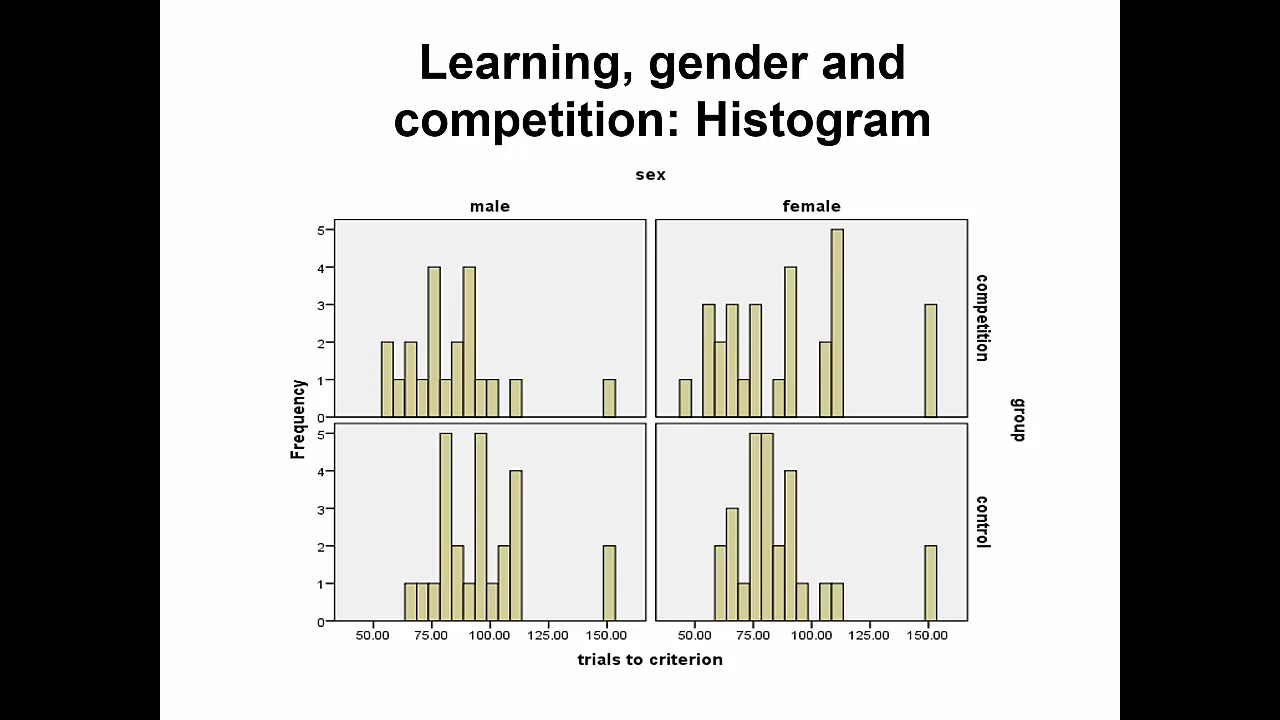 Learning, gender and
competition: Histogram
sex
male female
5
4
3
2
1
0
competition
5
4
3
2
1
0
control
Frequency
group
50.00 75.00 100.00 125.00 150.00 50.00 75.00 100.00 125.00 150.00
trials to criterion